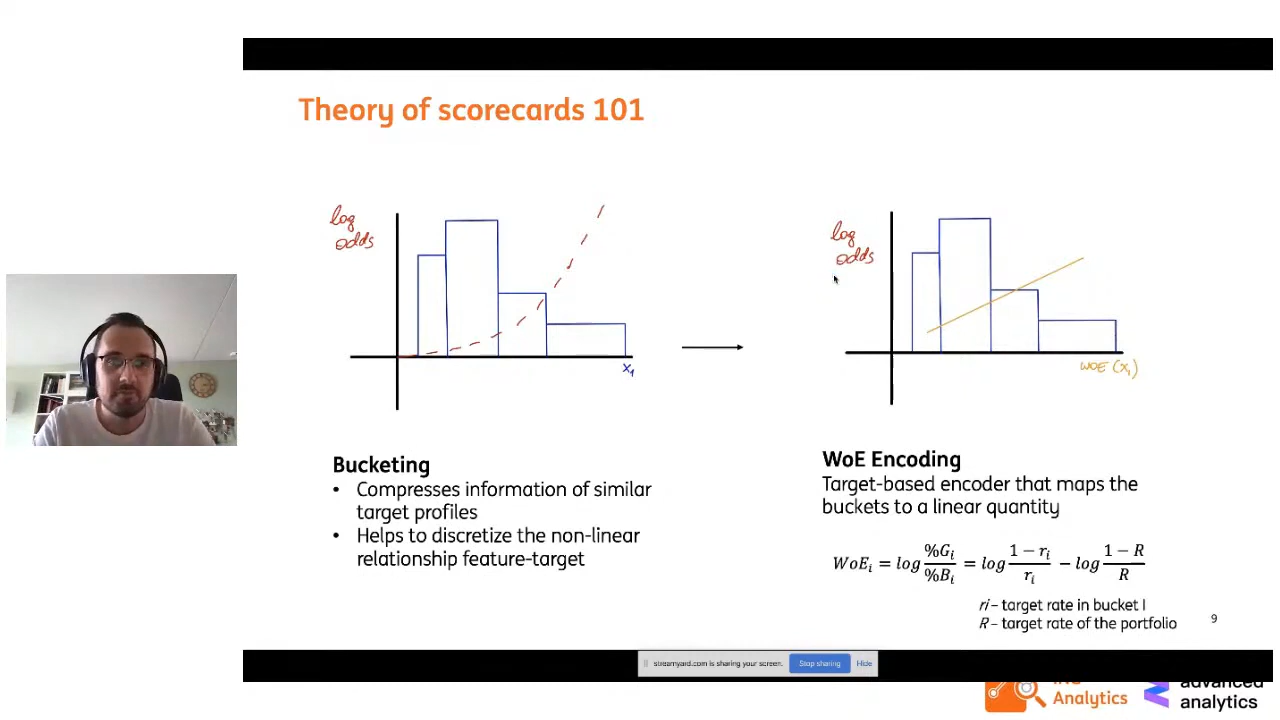 Theory of scorecards 101
log
odds
x₁
log
odds
WOE (x₁)
Bucketing
• Compresses information of similar
target profiles
• Helps to discretize the non-linear
relationship feature-target
WoE Encoding
Target-based encoder that maps the
buckets to a linear quantity
WoEᵢ = log %Gᵢ / %Bᵢ = log 1 − rᵢ / rᵢ − log 1 − R / R
ri – target rate in bucket I
R – target rate of the portfolio
9
streamyard.com is sharing your screen.
Stop sharing
Hide
Analytics
advanced
analytics